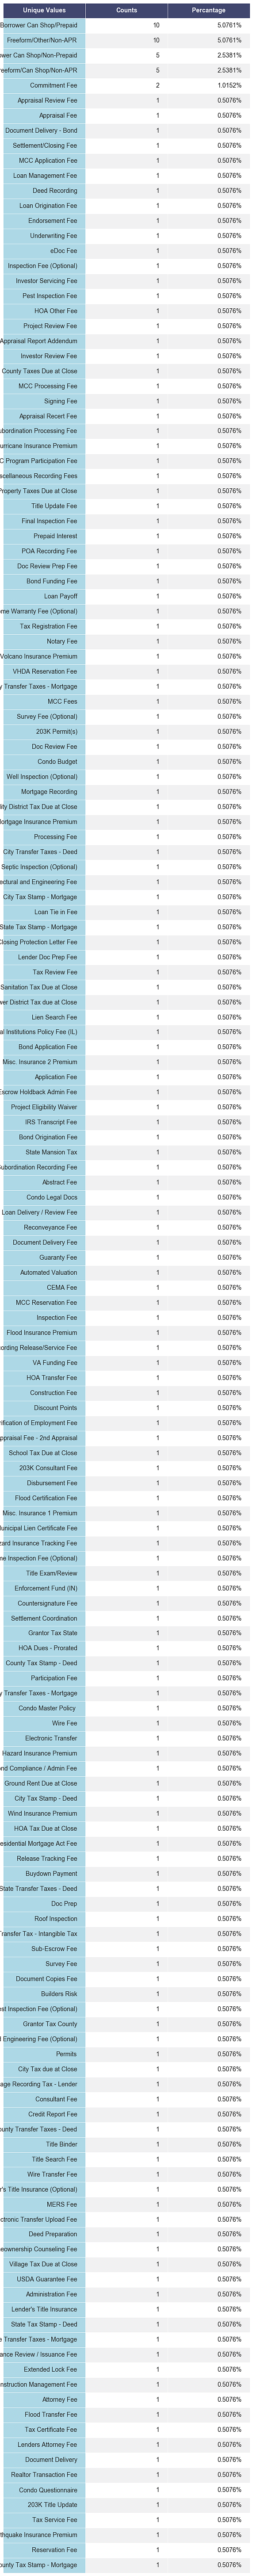 Unique Values Counts Percantage
Borrower Can Shop/Prepaid 10 5.0761%
Freeform/Other/Non-APR 10 5.0761%
ower Can Shop/Non-Prepaid 5 2.5381%
reeform/Can Shop/Non-APR 5 2.5381%
Commitment Fee 2 1.0152%
Appraisal Review Fee 1 0.5076%
Appraisal Fee 1 0.5076%
Document Delivery - Bond 1 0.5076%
Settlement/Closing Fee 1 0.5076%
MCC Application Fee 1 0.5076%
Loan Management Fee 1 0.5076%
Deed Recording 1 0.5076%
Loan Origination Fee 1 0.5076%
Endorsement Fee 1 0.5076%
Underwriting Fee 1 0.5076%
eDoc Fee 1 0.5076%
Inspection Fee (Optional) 1 0.5076%
Investor Servicing Fee 1 0.5076%
Pest Inspection Fee 1 0.5076%
HOA Other Fee 1 0.5076%
Project Review Fee 1 0.5076%
Appraisal Report Addendum 1 0.5076%
Investor Review Fee 1 0.5076%
County Taxes Due at Close 1 0.5076%
MCC Processing Fee 1 0.5076%
Signing Fee 1 0.5076%
Appraisal Recert Fee 1 0.5076%
ubordination Processing Fee 1 0.5076%
urricane Insurance Premium 1 0.5076%
C Program Participation Fee 1 0.5076%
scellaneous Recording Fees 1 0.5076%
Property Taxes Due at Close 1 0.5076%
Title Update Fee 1 0.5076%
Final Inspection Fee 1 0.5076%
Prepaid Interest 1 0.5076%
POA Recording Fee 1 0.5076%
Doc Review Prep Fee 1 0.5076%
Bond Funding Fee 1 0.5076%
Loan Payoff 1 0.5076%
me Warranty Fee (Optional) 1 0.5076%
Tax Registration Fee 1 0.5076%
Notary Fee 1 0.5076%
Volcano Insurance Premium 1 0.5076%
VHDA Reservation Fee 1 0.5076%
y Transfer Taxes - Mortgage 1 0.5076%
MCC Fees 1 0.5076%
Survey Fee (Optional) 1 0.5076%
203K Permit(s) 1 0.5076%
Doc Review Fee 1 0.5076%
Condo Budget 1 0.5076%
Well Inspection (Optional) 1 0.5076%
Mortgage Recording 1 0.5076%
lity District Tax Due at Close 1 0.5076%
ortgage Insurance Premium 1 0.5076%
Processing Fee 1 0.5076%
City Transfer Taxes - Deed 1 0.5076%
Septic Inspection (Optional) 1 0.5076%
ectural and Engineering Fee 1 0.5076%
City Tax Stamp - Mortgage 1 0.5076%
Loan Tie in Fee 1 0.5076%
State Tax Stamp - Mortgage 1 0.5076%
Closing Protection Letter Fee 1 0.5076%
Lender Doc Prep Fee 1 0.5076%
Tax Review Fee 1 0.5076%
Sanitation Tax Due at Close 1 0.5076%
wer District Tax due at Close 1 0.5076%
Lien Search Fee 1 0.5076%
al Institutions Policy Fee (IL) 1 0.5076%
Bond Application Fee 1 0.5076%
Misc. Insurance 2 Premium 1 0.5076%
Application Fee 1 0.5076%
Escrow Holdback Admin Fee 1 0.5076%
Project Eligibility Waiver 1 0.5076%
IRS Transcript Fee 1 0.5076%
Bond Origination Fee 1 0.5076%
State Mansion Tax 1 0.5076%
Subordination Recording Fee 1 0.5076%
Abstract Fee 1 0.5076%
Condo Legal Docs 1 0.5076%
Loan Delivery / Review Fee 1 0.5076%
Reconveyance Fee 1 0.5076%
Document Delivery Fee 1 0.5076%
Guaranty Fee 1 0.5076%
Automated Valuation 1 0.5076%
CEMA Fee 1 0.5076%
MCC Reservation Fee 1 0.5076%
Inspection Fee 1 0.5076%
Flood Insurance Premium 1 0.5076%
ording Release/Service Fee 1 0.5076%
VA Funding Fee 1 0.5076%
HOA Transfer Fee 1 0.5076%
Construction Fee 1 0.5076%
Discount Points 1 0.5076%
rification of Employment Fee 1 0.5076%
ppraisal Fee - 2nd Appraisal 1 0.5076%
School Tax Due at Close 1 0.5076%
203K Consultant Fee 1 0.5076%
Disbursement Fee 1 0.5076%
Flood Certification Fee 1 0.5076%
Misc. Insurance 1 Premium 1 0.5076%
unicipal Lien Certificate Fee 1 0.5076%
zard Insurance Tracking Fee 1 0.5076%
me Inspection Fee (Optional) 1 0.5076%
Title Exam/Review 1 0.5076%
Enforcement Fund (IN) 1 0.5076%
Countersignature Fee 1 0.5076%
Settlement Coordination 1 0.5076%
Grantor Tax State 1 0.5076%
HOA Dues - Prorated 1 0.5076%
County Tax Stamp - Deed 1 0.5076%
Participation Fee 1 0.5076%
y Transfer Taxes - Mortgage 1 0.5076%
Condo Master Policy 1 0.5076%
Wire Fee 1 0.5076%
Electronic Transfer 1 0.5076%
Hazard Insurance Premium 1 0.5076%
ond Compliance / Admin Fee 1 0.5076%
Ground Rent Due at Close 1 0.5076%
City Tax Stamp - Deed 1 0.5076%
Wind Insurance Premium 1 0.5076%
HOA Tax Due at Close 1 0.5076%
esidential Mortgage Act Fee 1 0.5076%
Release Tracking Fee 1 0.5076%
Buydown Payment 1 0.5076%
State Transfer Taxes - Deed 1 0.5076%
Doc Prep 1 0.5076%
Roof Inspection 1 0.5076%
Transfer Tax - Intangible Tax 1 0.5076%
Sub-Escrow Fee 1 0.5076%
Survey Fee 1 0.5076%
Document Copies Fee 1 0.5076%
Builders Risk 1 0.5076%
est Inspection Fee (Optional) 1 0.5076%
Grantor Tax County 1 0.5076%
l Engineering Fee (Optional) 1 0.5076%
Permits 1 0.5076%
City Tax due at Close 1 0.5076%
age Recording Tax - Lender 1 0.5076%
Consultant Fee 1 0.5076%
Credit Report Fee 1 0.5076%
ounty Transfer Taxes - Deed 1 0.5076%
Title Binder 1 0.5076%
Title Search Fee 1 0.5076%
Wire Transfer Fee 1 0.5076%
r's Title Insurance (Optional) 1 0.5076%
MERS Fee 1 0.5076%
ctronic Transfer Upload Fee 1 0.5076%
Deed Preparation 1 0.5076%
eownership Counseling Fee 1 0.5076%
Village Tax Due at Close 1 0.5076%
USDA Guarantee Fee 1 0.5076%
Administration Fee 1 0.5076%
Lender's Title Insurance 1 0.5076%
State Tax Stamp - Deed 1 0.5076%
e Transfer Taxes - Mortgage 1 0.5076%
ance Review / Issuance Fee 1 0.5076%
Extended Lock Fee 1 0.5076%
nstruction Management Fee 1 0.5076%
Attorney Fee 1 0.5076%
Flood Transfer Fee 1 0.5076%
Tax Certificate Fee 1 0.5076%
Lenders Attorney Fee 1 0.5076%
Document Delivery 1 0.5076%
Realtor Transaction Fee 1 0.5076%
Condo Questionnaire 1 0.5076%
203K Title Update 1 0.5076%
Tax Service Fee 1 0.5076%
thquake Insurance Premium 1 0.5076%
Reservation Fee 1 0.5076%
ounty Tax Stamp - Mortgage 1 0.5076%